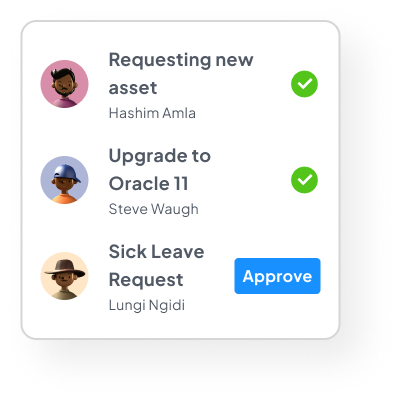 Requesting new
asset
Hashim Amla
Upgrade to
Oracle 11
Steve Waugh
Sick Leave
Request
Approve
Lungi Ngidi